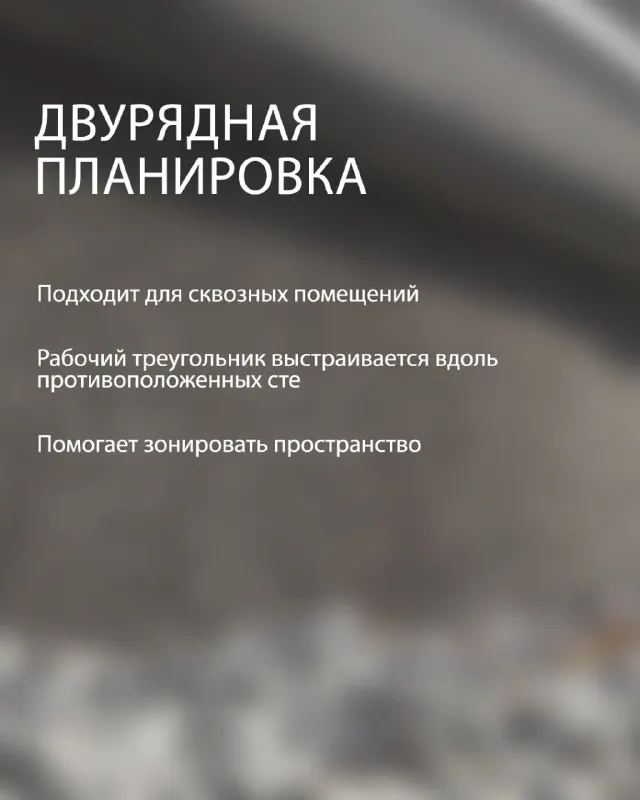 ДВУРЯДНАЯ
ПЛАНИРОВКА
Подходит для сквозных помещений
Рабочий треугольник выстраивается вдоль
противоположенных сте
Помогает зонировать пространство